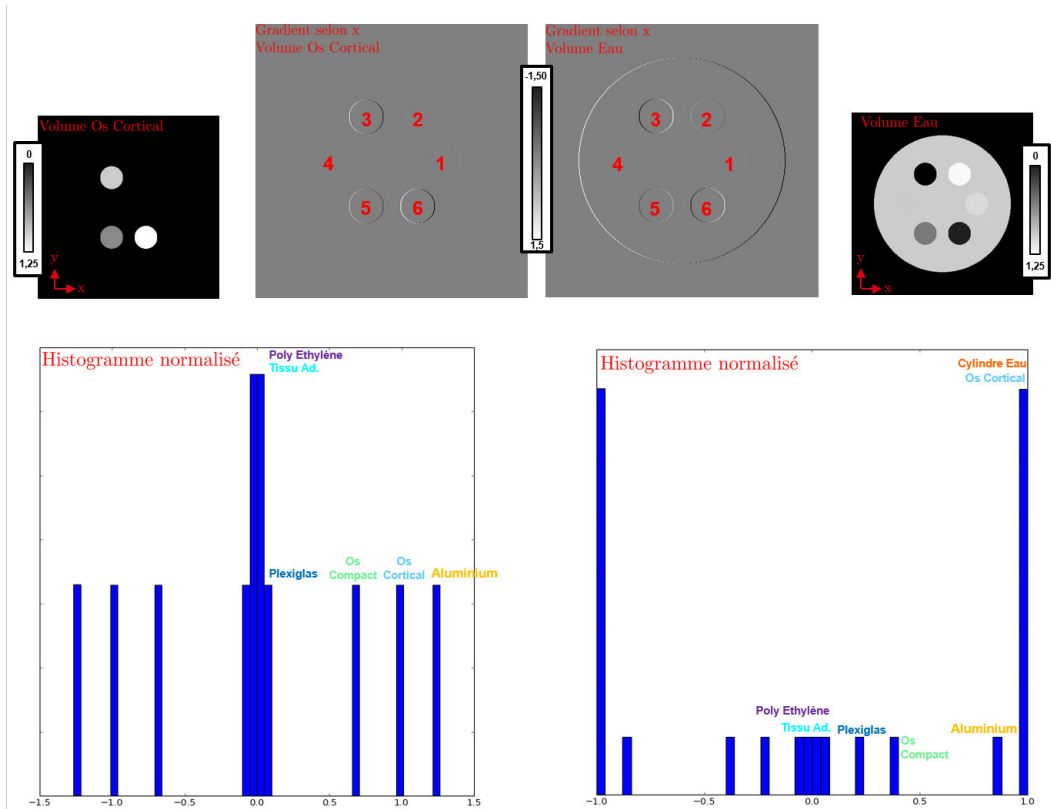 Gradient selon x
Volume Os Cortical
3
2
4
1
5
6
Gradient selon x
Volume Eau
3
2
4
1
5
6
-1,50
1,5
Volume Os Cortical
0
1,25
y
x
Volume Eau
0
1,25
y
x
Histogramme normalisé
Poly Ethylène
Tissu Ad.
Plexiglas
Os
Compact
Os
Cortical
Aluminium
−1.5
−1.0
−0.5
0.0
0.5
1.0
1.5
Histogramme normalisé
Cylindre Eau
Os Cortical
Poly Ethylène
Tissu Ad.
Plexiglas
Os
Compact
Aluminium
−1.0
−0.5
0.0
0.5
1.0